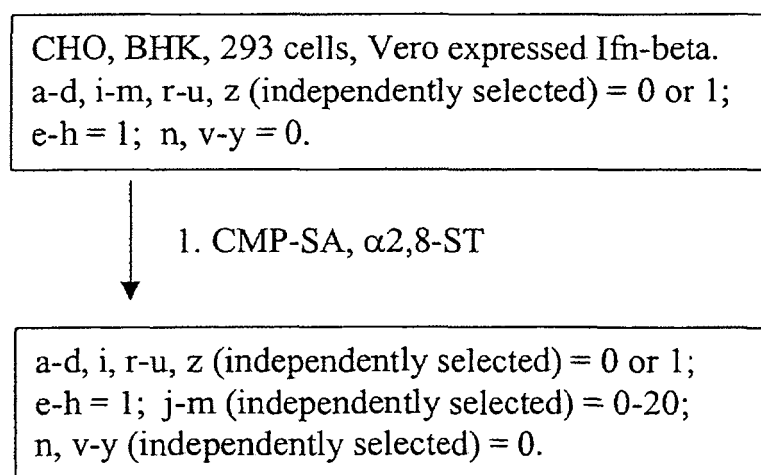 CHO, BHK, 293 cells, Vero expressed Ifn-beta.
a-d, i-m, r-u, z (independently selected) = 0 or 1;
e-h = 1; n, v-y = 0.
1. CMP-SA, α2,8-ST
a-d, i, r-u, z (independently selected) = 0 or 1;
e-h = 1; j-m (independently selected) = 0-20;
n, v-y (independently selected) = 0.